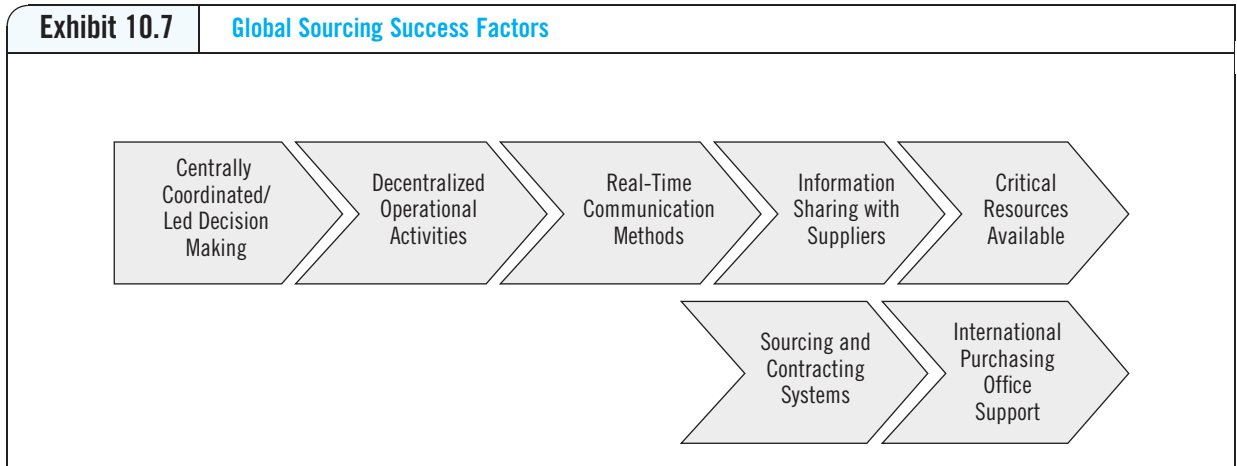 Exhibit 10.7
Global Sourcing Success Factors
Centrally
Coordinated/
Led Decision
Making
Decentralized
Operational
Activities
Real-Time
Communication
Methods
Information
Sharing with
Suppliers
Critical
Resources
Available
Sourcing and
Contracting
Systems
International
Purchasing
Office
Support